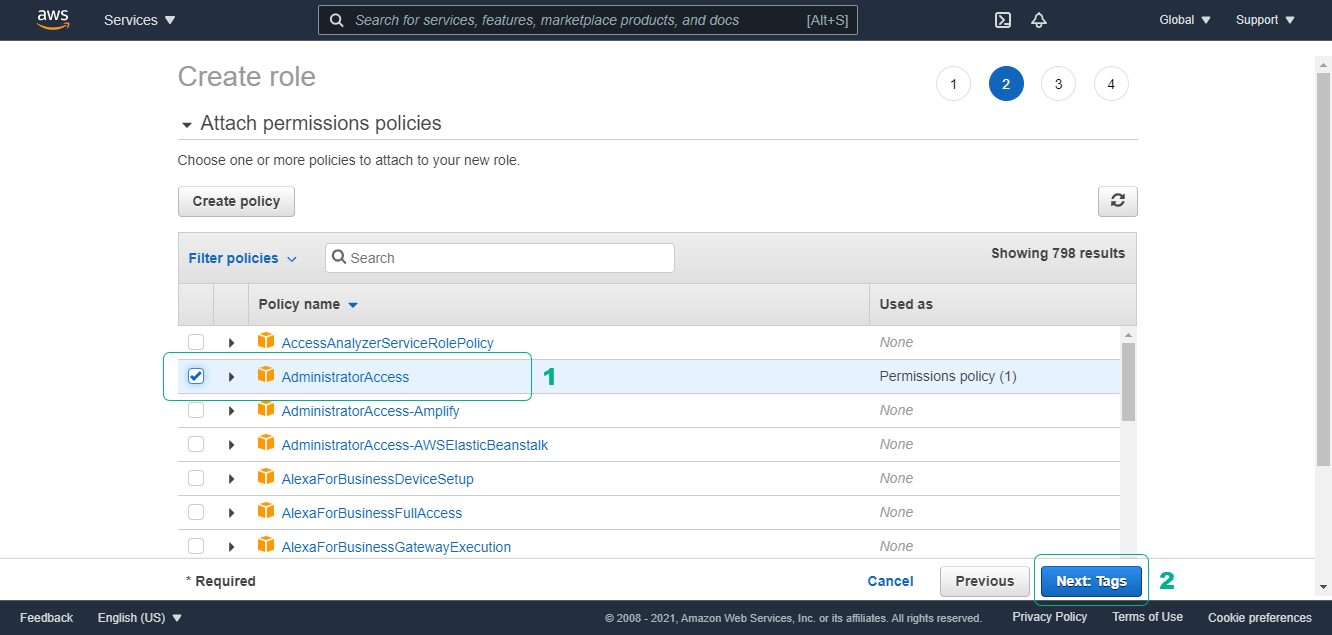 aws Services Search for services, features, marketplace products, and docs [Alt+S] Global Support
Create role 1 2 3 4
Attach permissions policies
Choose one or more policies to attach to your new role.
Create policy
Filter policies Search Showing 798 results
Policy name Used as
AccessAnalyzerServiceRolePolicy None
AdministratorAccess Permissions policy (1) 1
AdministratorAccess-Amplify None
AdministratorAccess-AWSElasticBeanstalk None
AlexaForBusinessDeviceSetup None
AlexaForBusinessFullAccess None
AlexaForBusinessGatewayExecution None
* Required Cancel Previous Next: Tags 2
Feedback English (US) © 2008 - 2021, Amazon Web Services, Inc. or its affiliates. All rights reserved. Privacy Policy Terms of Use Cookie preferences